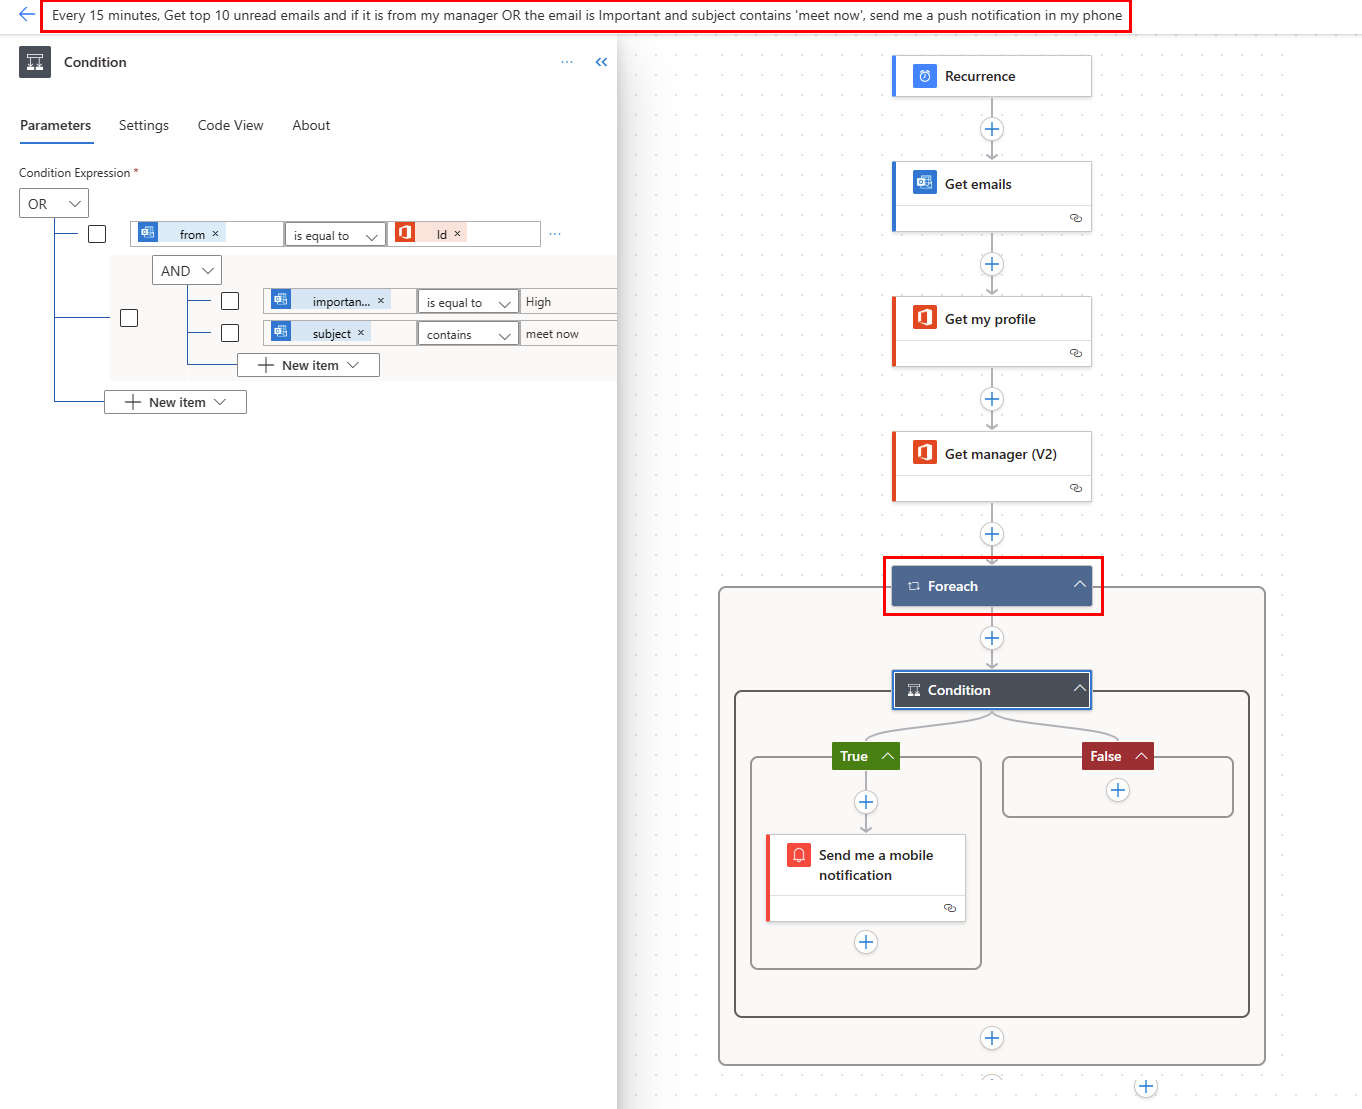 Every 15 minutes, Get top 10 unread emails and if it is from my manager OR the email is Important and subject contains 'meet now', send me a push notification in my phone
Condition
Parameters Settings Code View About
Condition Expression *
OR
from × is equal to Id ×
AND
importan... × is equal to High
subject × contains meet now
New item
New item
Recurrence
Get emails
Get my profile
Get manager (V2)
Foreach
Condition
True
False
Send me a mobile
notification